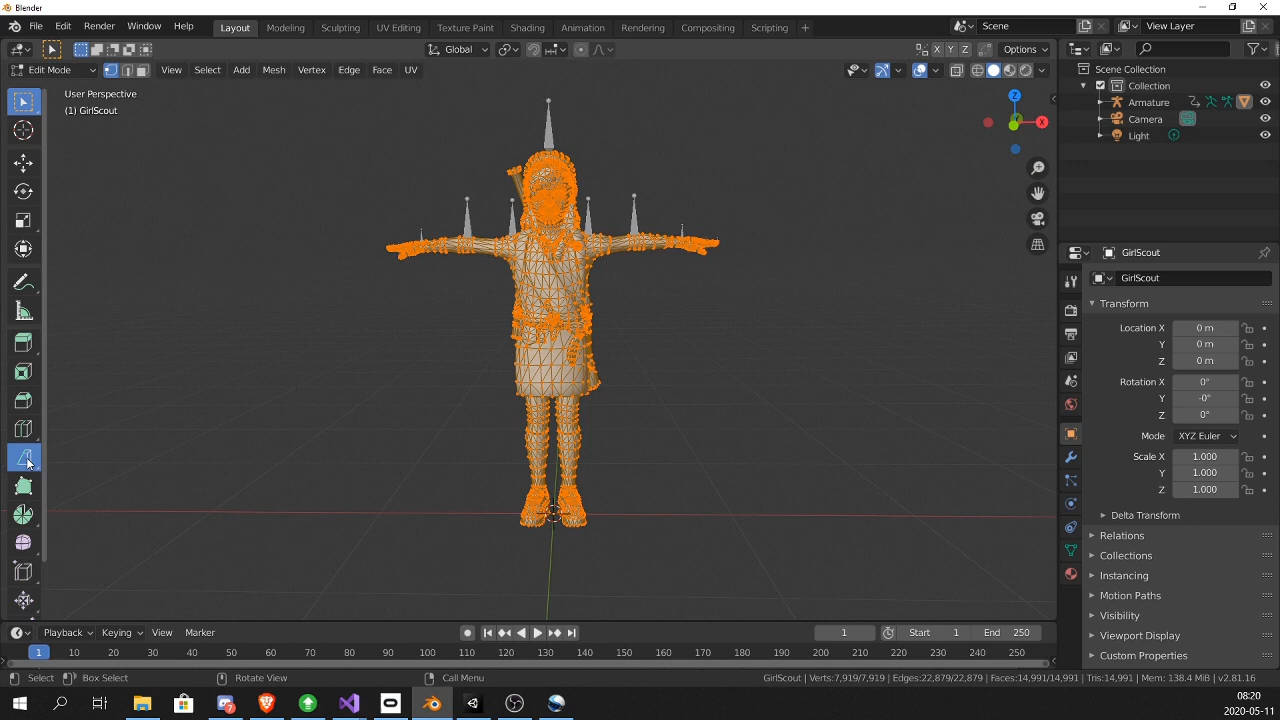 Blender
File Edit Render Window Help Layout Modeling Sculpting UV Editing Texture Paint Shading Animation Rendering Compositing Scripting + Scene View Layer
Global X Y Z Options
Edit Mode View Select Add Mesh Vertex Edge Face UV
User Perspective
(1) GirlScout
Z
X
Scene Collection
Collection
Armature
Camera
Light
GirlScout
GirlScout
Transform
Location X 0 m
Y 0 m
Z 0 m
Rotation X 0°
Y -0°
Z 0°
Mode XYZ Euler
Scale X 1.000
Y 1.000
Z 1.000
Delta Transform
Relations
Collections
Instancing
Motion Paths
Visibility
Viewport Display
Custom Properties
Playback Keying View Marker 1 Start 1 End 250
1 10 20 30 40 50 60 70 80 90 100 110 120 130 140 150 160 170 180 190 200 210 220 230 240 250
Select Box Select Rotate View Call Menu GirlScout | Verts:7,919/7,919 | Edges:22,879/22,879 | Faces:14,991/14,991 | Tris:14,991 | Mem: 138.4 MiB | v2.81.16
7
08:20
2020-05-11